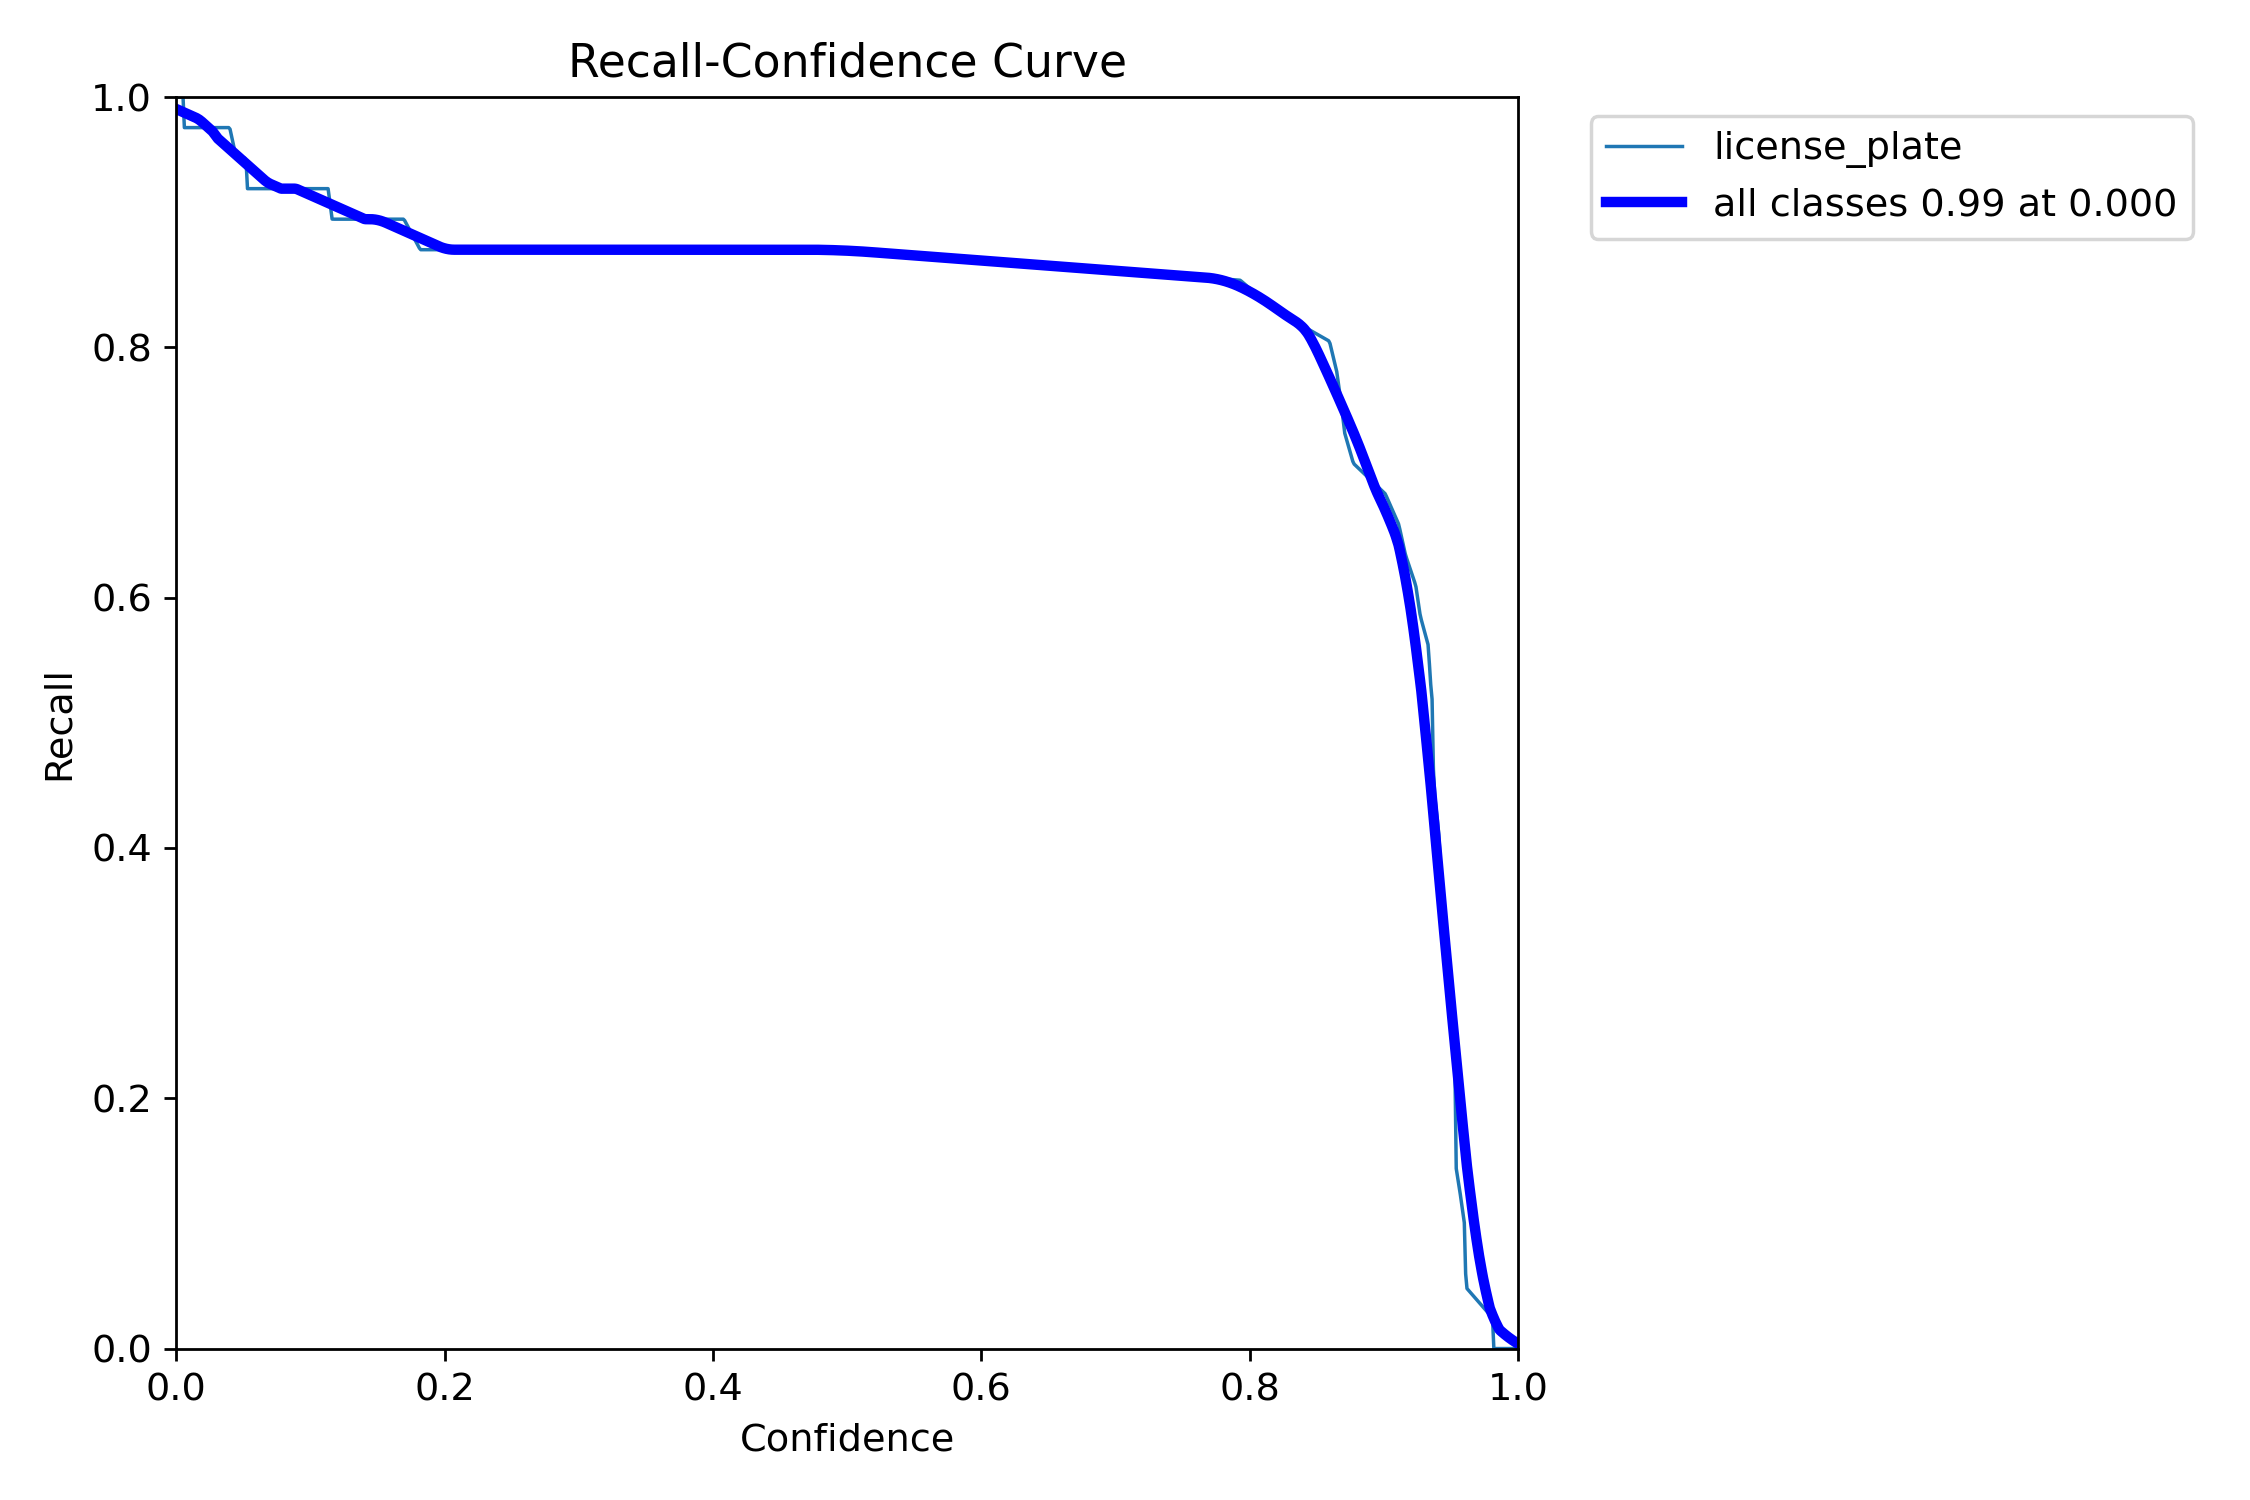 Recall-Confidence Curve
license_plate
all classes 0.99 at 0.000
1.0
0.8
0.6
0.4
0.2
0.0
Recall
0.0 0.2 0.4 0.6 0.8 1.0
Confidence